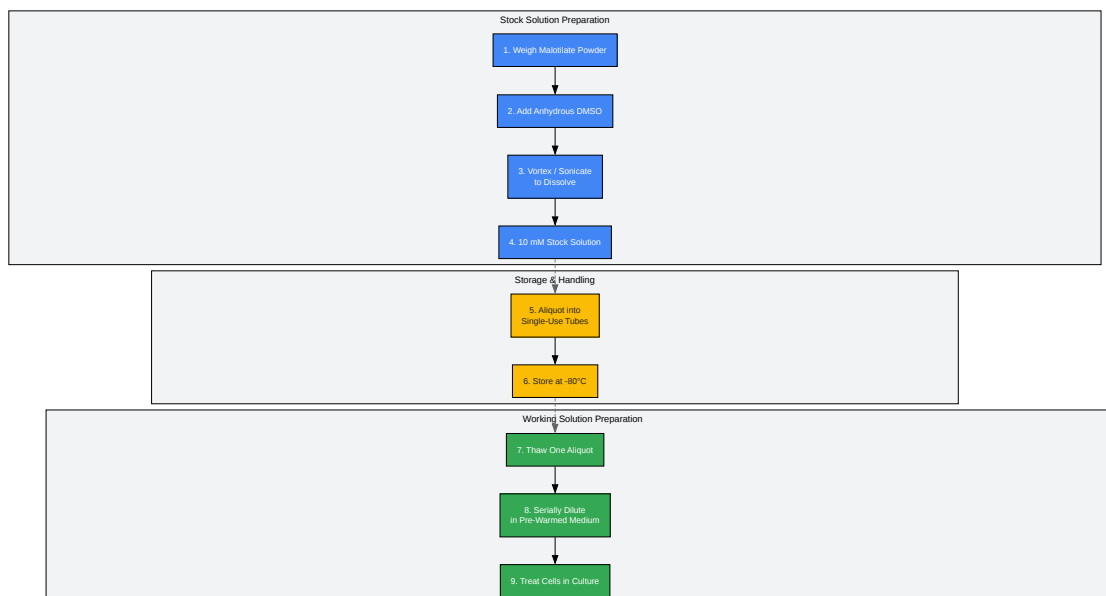 Stock Solution Preparation
1. Weigh Malotilate Powder
2. Add Anhydrous DMSO
3. Vortex / Sonicate
to Dissolve
4. 10 mM Stock Solution
Storage & Handling
5. Aliquot into
Single-Use Tubes
6. Store at -80°C
Working Solution Preparation
7. Thaw One Aliquot
8. Serially Dilute
in Pre-Warmed Medium
9. Treat Cells in Culture